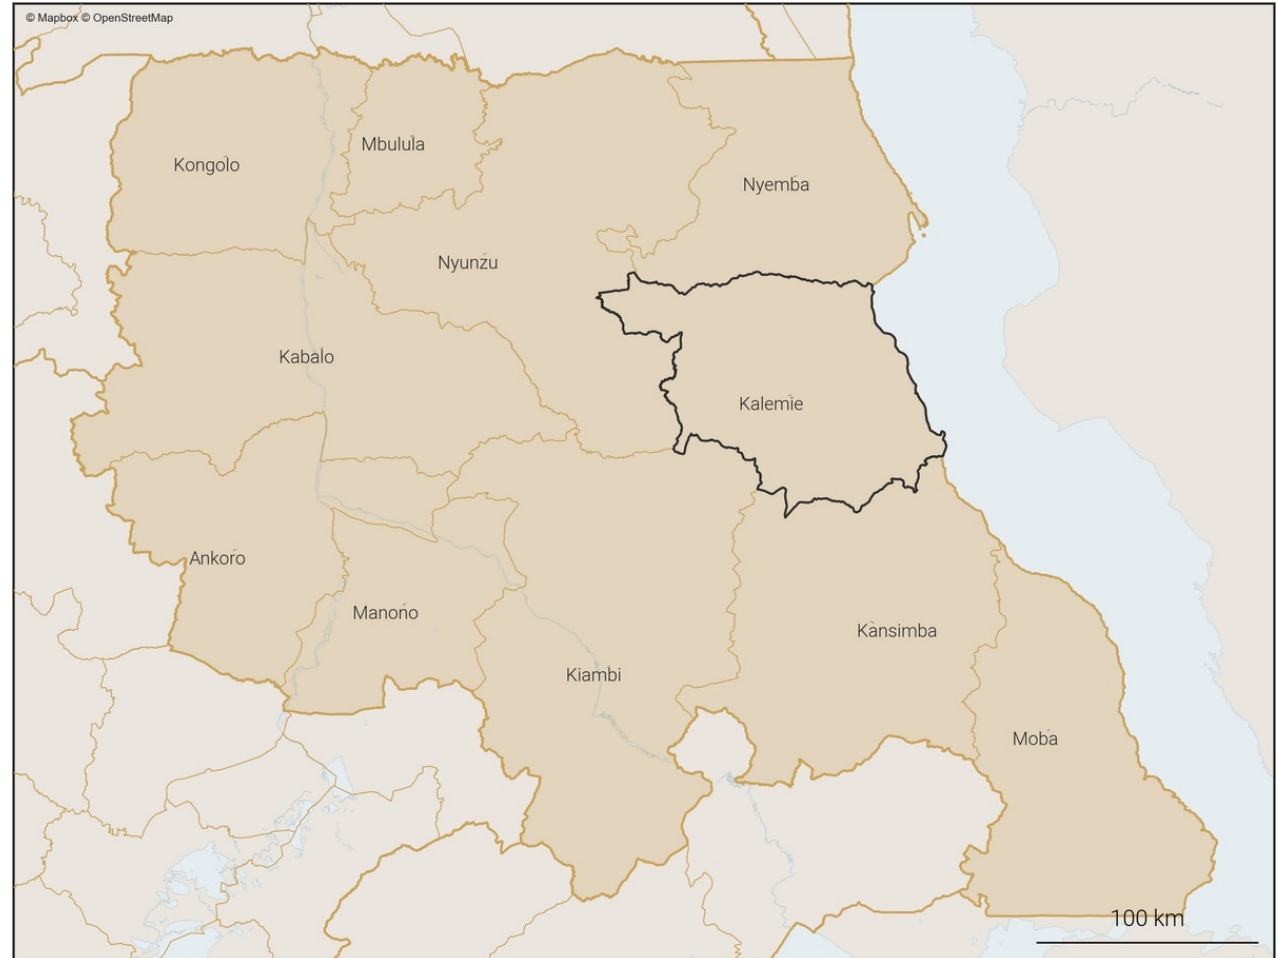 © Mapbox © OpenStreetMap
Mbulula
Kongolo
Nyemba
Nyunzu
Kabalo
Kalemie
Ankoro
Manono
Kansimba
Kiambi
Moba
100 km